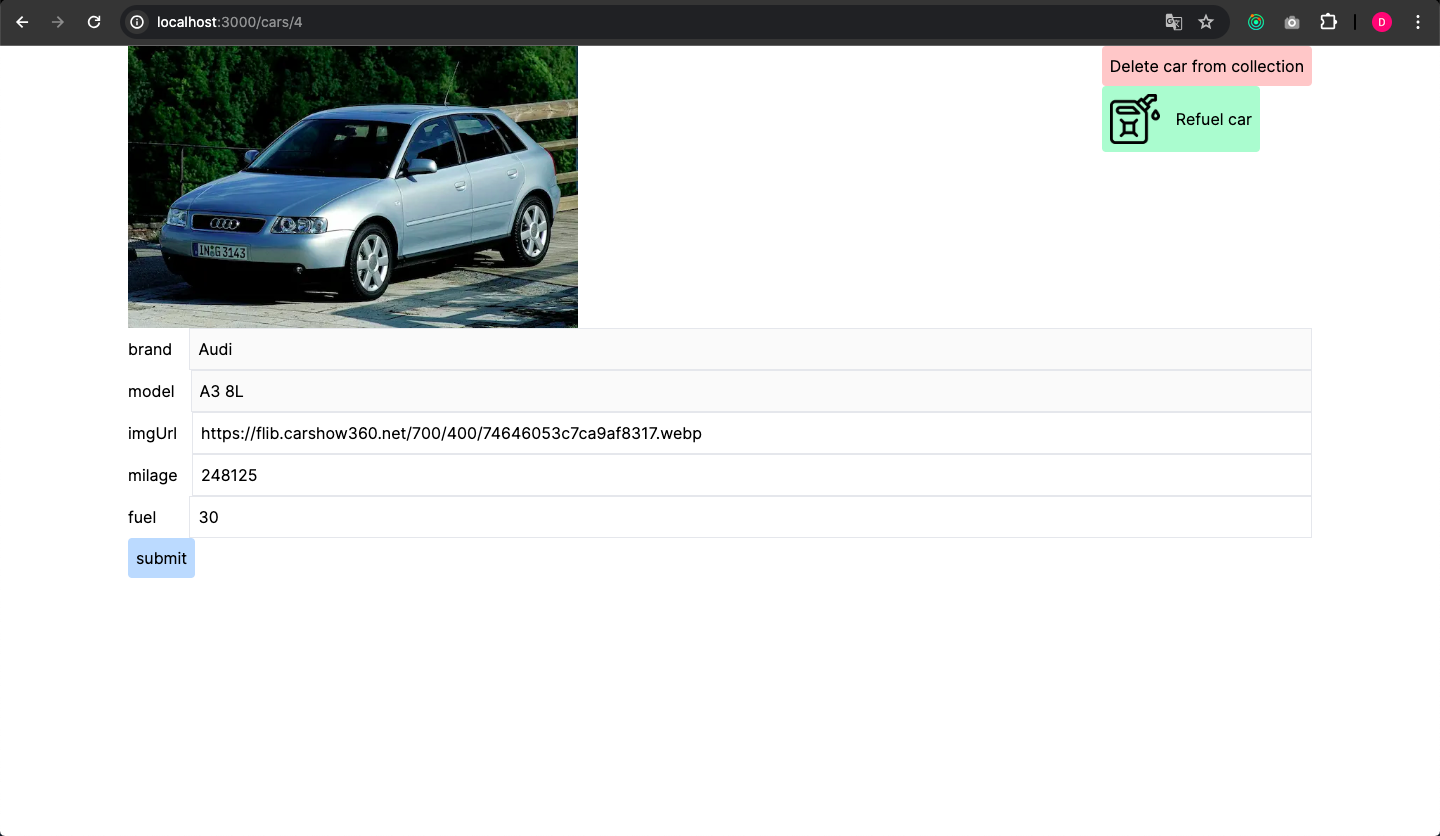 localhost:3000/cars/4
D
Delete car from collection
Refuel car
IN G 3143
brand Audi
model A3 8L
imgUrl https://flib.carshow360.net/700/400/74646053c7ca9af8317.webp
milage 248125
fuel 30
submit